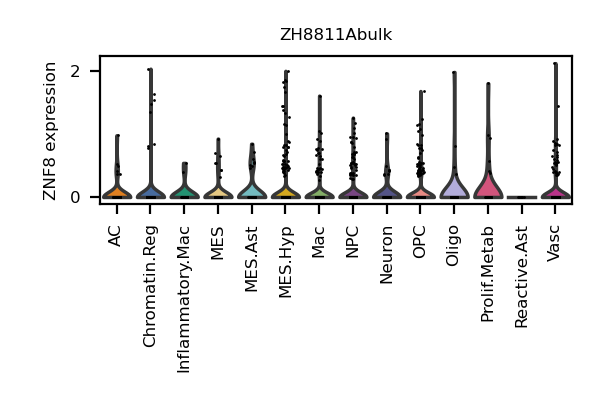 ZH8811Abulk
ZNF8 expression
2
0
AC
Chromatin.Reg
Inflammatory.Mac
MES
MES.Ast
MES.Hyp
Mac
NPC
Neuron
OPC
Oligo
Prolif.Metab
Reactive.Ast
Vasc